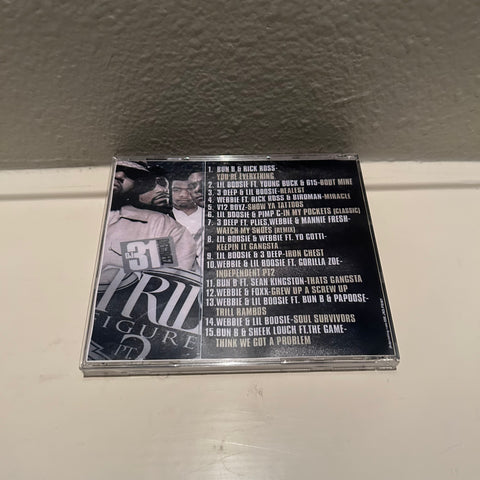 1. BUN B & RICK ROSS-
YOU'RE EVERYTHING
2. LIL BOOSIE FT. YOUNG BUCK & 615-BOUT MINE
3. 3 DEEP & LIL BOOSIE-REALEST
4. WEBBIE FT. RICK ROSS & BIRDMAN-MIRACLE
5. V12 BOYZ-SHOW YA TATTOOS
6. LIL BOOSIE & PIMP C-IN MY POCKETS (CLASSIC)
7. 3 DEEP FT. PLIES,WEBBIE & MANNIE FRESH-
WATCH MY SHOES (REMIX)
8. LIL BOOSIE & WEBBIE FT. YO GOTTI-
KEEPIN IT GANGSTA
9. LIL BOOSIE & 3 DEEP-IRON CHEST
10.WEBBIE & LIL BOOSIE FT. GORILLA ZOE-
INDEPENDENT PT2
11. BUN B FT. SEAN KINGSTON-THATS GANGSTA
12. WEBBIE & FOXX-GREW UP A SCREW UP
13. WEBBIE & LIL BOOSIE FT. BUN B & PAPOOSE-
TRILL RAMBOS
14. WEBBIE & LIL BOOSIE-SOUL SURVIVORS
15.BUN B & SHEEK LOUCH FT.THE GAME-
THINK WE GOT A PROBLEM
31
TRIL
FIGURE
PT